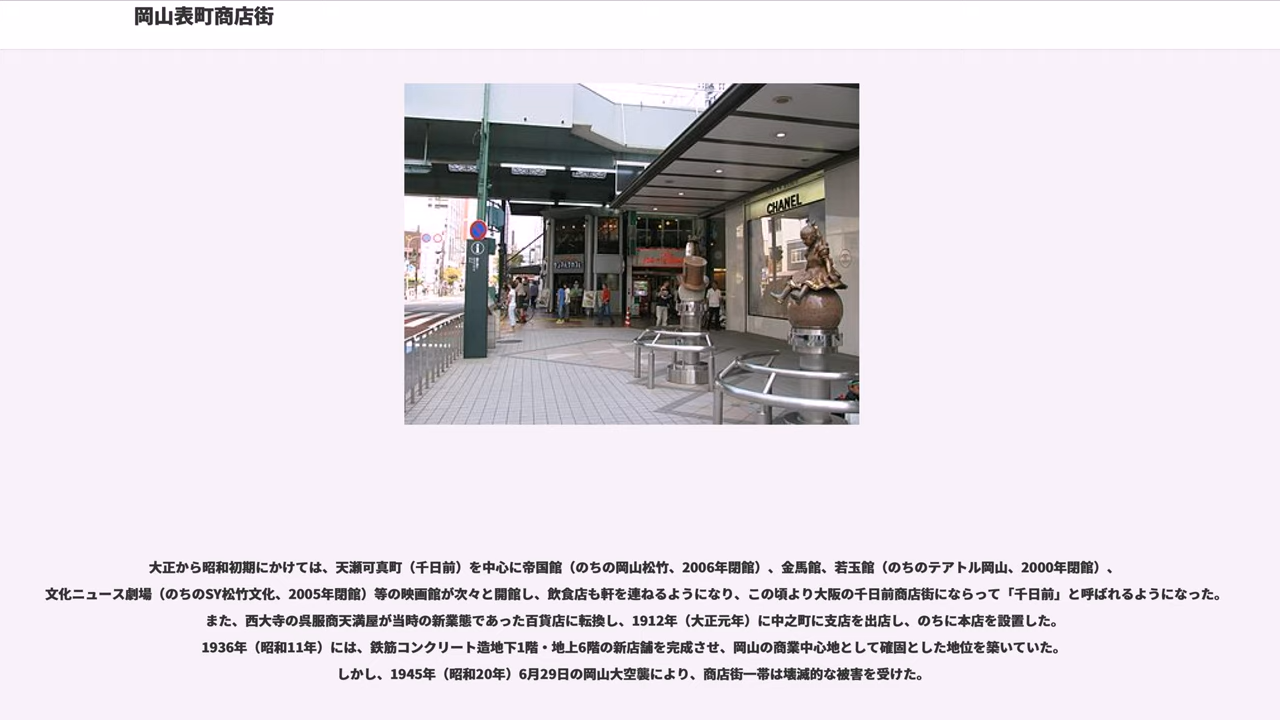 岡山表町商店街
CHANEL
大正から昭和初期にかけては、天瀬可真町（千日前）を中心に帝国館（のちの岡山松竹、2006年閉館）、金馬館、若玉館（のちのテアトル岡山、2000年閉館）、
文化ニュース劇場（のちのSY松竹文化、2005年閉館）等の映画館が次々と開館し、飲食店も軒を連ねるようになり、この頃より大阪の千日前商店街にならって「千日前」と呼ばれるようになった。
また、西大寺の呉服商天満屋が当時の新業態であった百貨店に転換し、1912年（大正元年）に中之町に支店を出店し、のちに本店を設置した。
1936年（昭和11年）には、鉄筋コンクリート造地下1階・地上6階の新店舗を完成させ、岡山の商業中心地として確固とした地位を築いていた。
しかし、1945年（昭和20年）6月29日の岡山大空襲により、商店街一帯は壊滅的な被害を受けた。